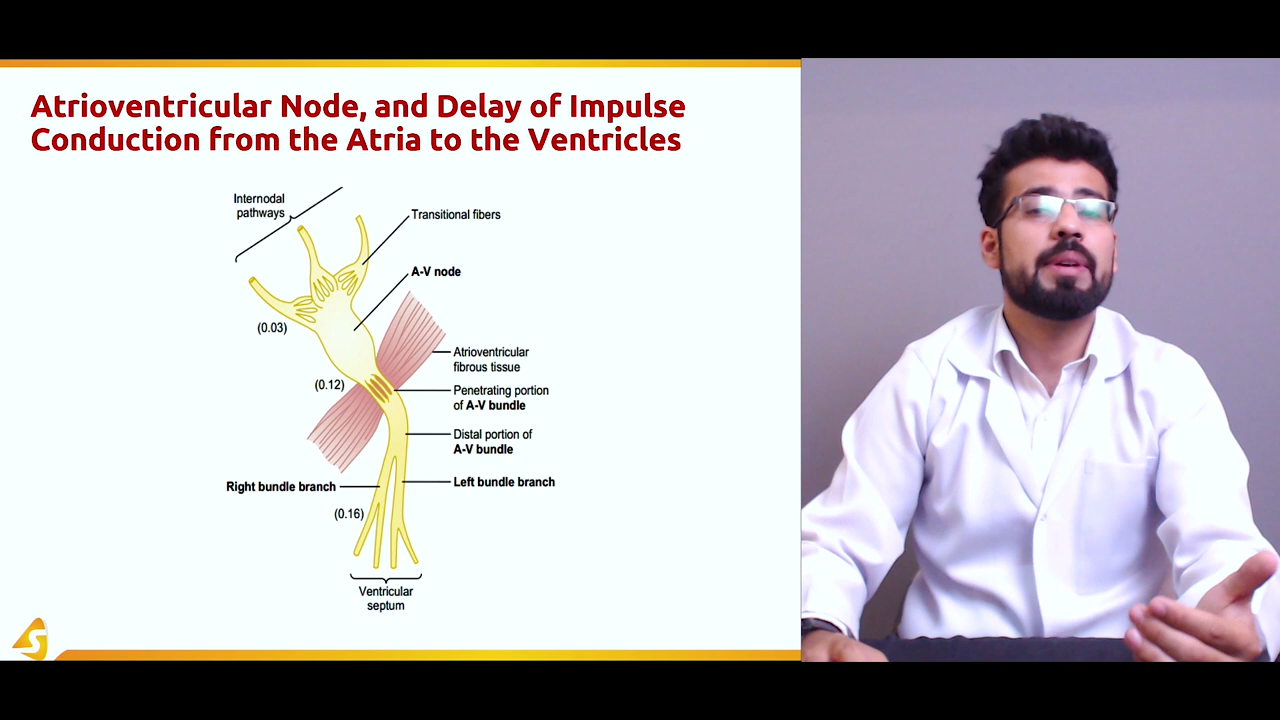 Atrioventricular Node, and Delay of Impulse
Conduction from the Atria to the Ventricles
Internodal
pathways
Transitional fibers
A-V node
(0.03)
Atrioventricular
fibrous tissue
(0.12)
Penetrating portion
of A-V bundle
Distal portion of
A-V bundle
Right bundle branch
Left bundle branch
(0.16)
Ventricular
septum
S